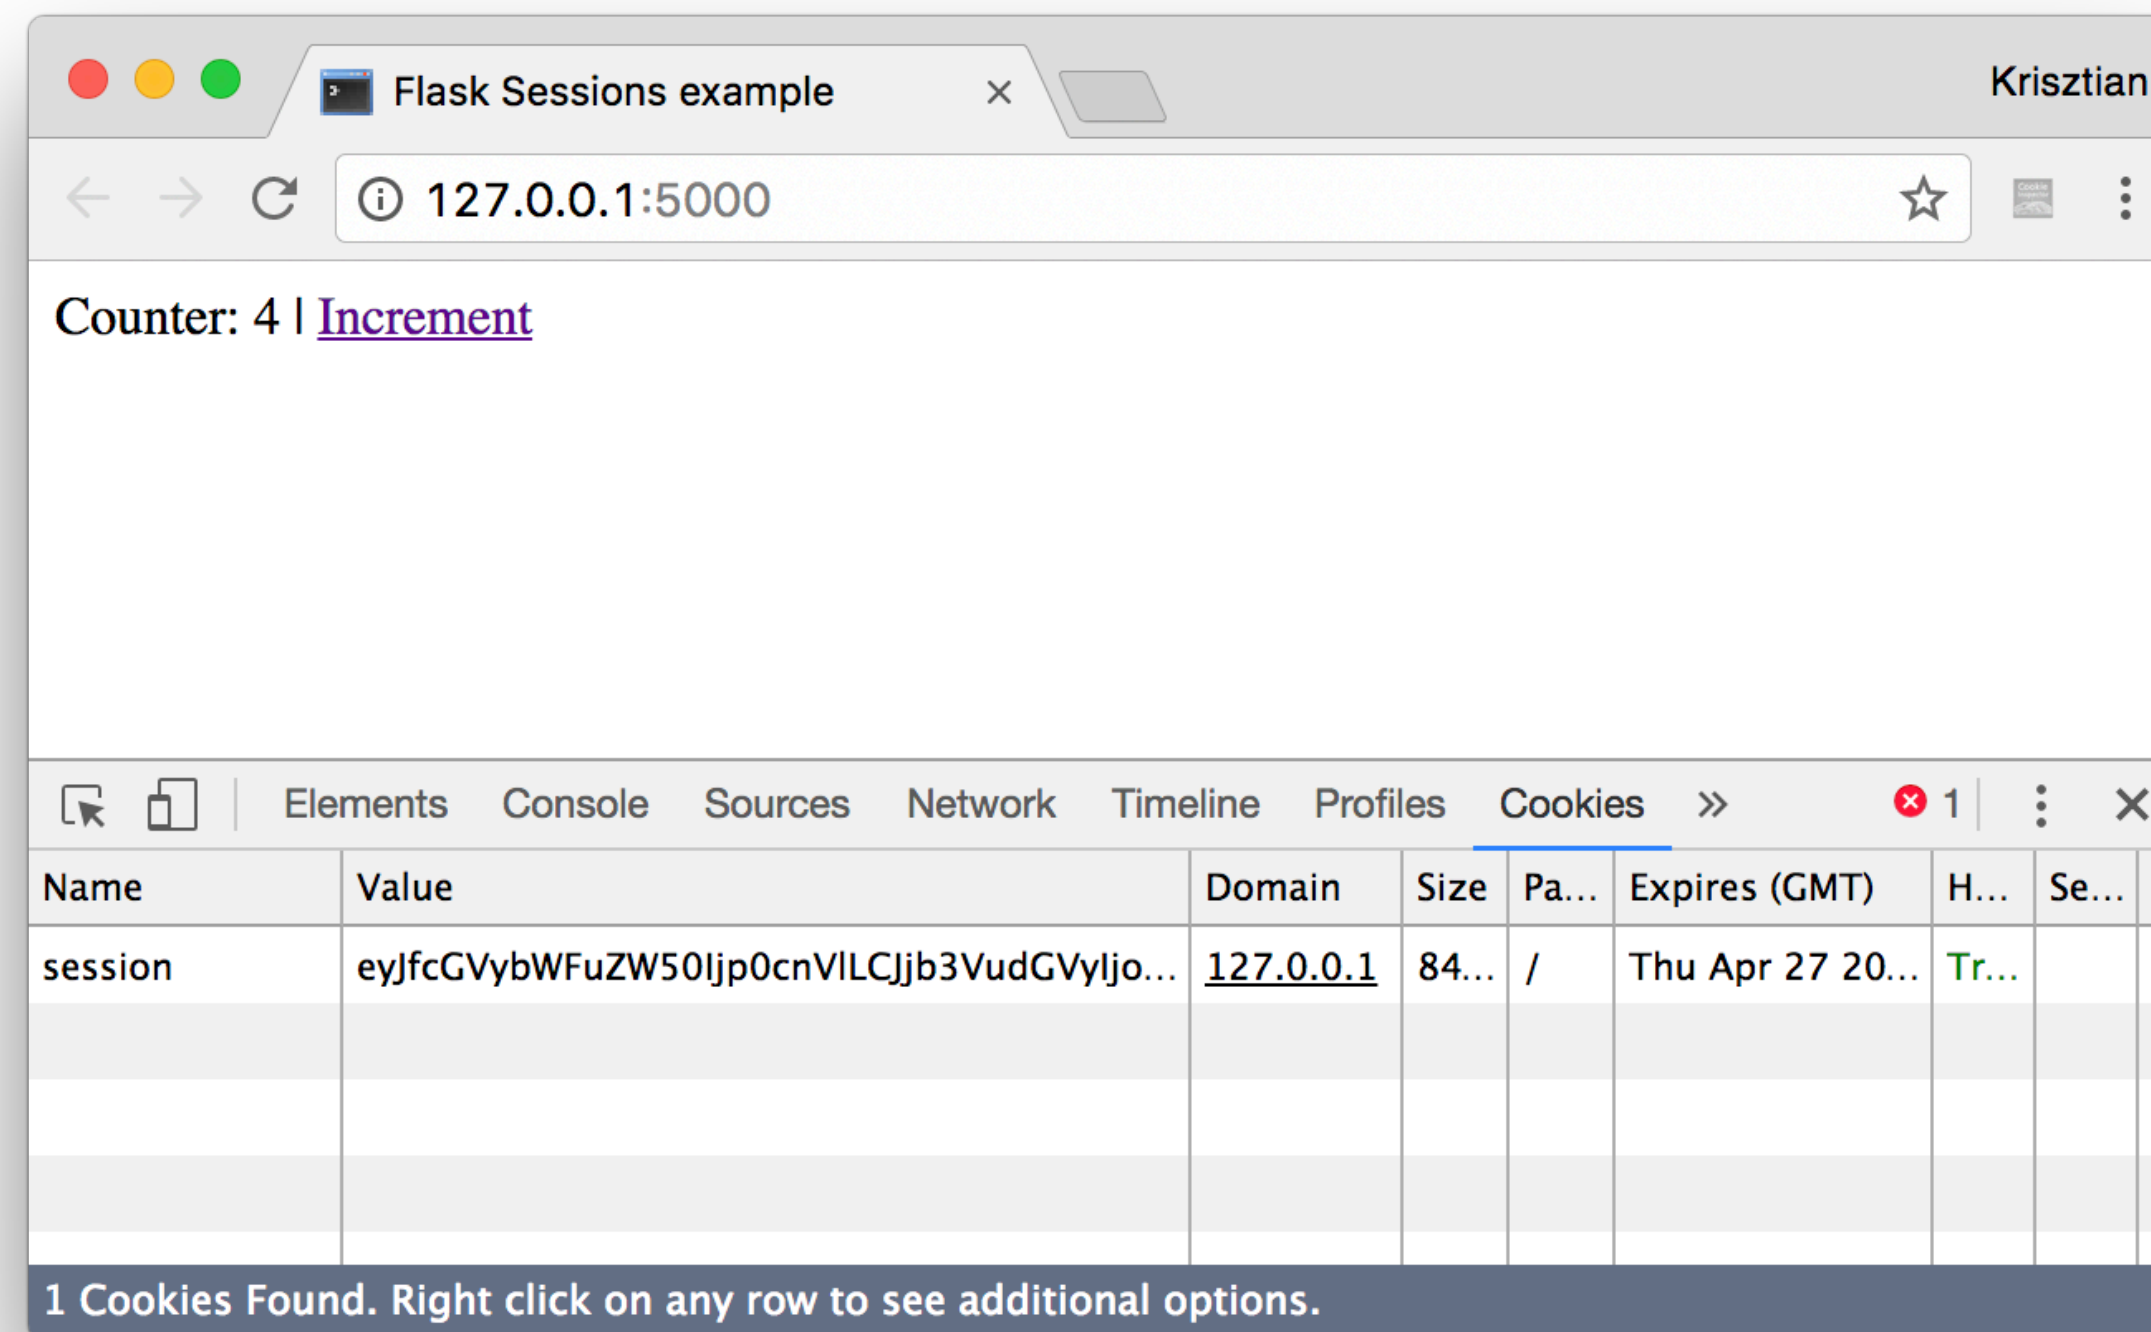 Flask Sessions example
Krisztian
127.0.0.1:5000
Counter: 4 | Increment
Elements Console Sources Network Timeline Profiles Cookies 1
Name Value Domain Size Pa... Expires (GMT) H... Se...
session eyJfcGVybWFuZW50Ijp0cnVlLCJjb3VudGVyIjo... 127.0.0.1 84... / Thu Apr 27 20... Tr...
1 Cookies Found. Right click on any row to see additional options.